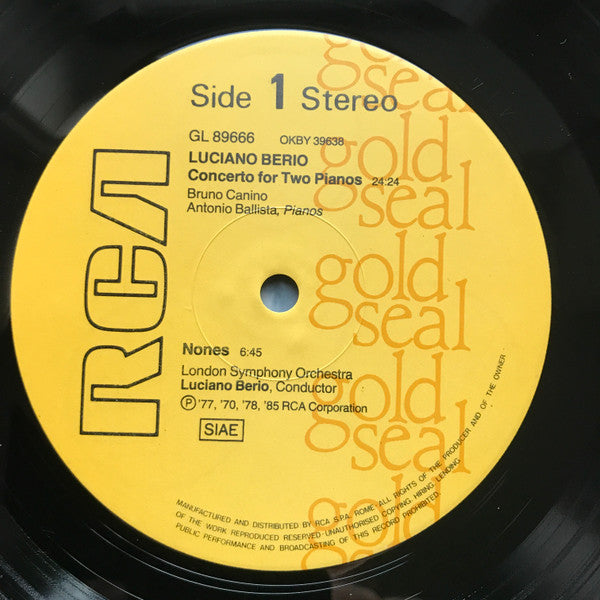 Side 1 Stereo
GL 89666 OKBY 39638
LUCIANO BERIO
Concerto for Two Pianos 24:24
Bruno Canino
Antonio Ballista, Pianos
RCA
Nones 6:45
London Symphony Orchestra
Luciano Berio, Conductor
Ⓟ '77, '70, '78, '85 RCA Corporation
SIAE
gold
seal
gold
seal
gold
seal
gold
seal
gold
MANUFACTURED AND DISTRIBUTED BY RCA S.P.A. ROME · ALL RIGHTS OF THE PRODUCER AND OF THE OWNER
OF THE WORK REPRODUCED RESERVED · UNAUTHORISED COPYING · HIRING · LENDING
PUBLIC PERFORMANCE AND BROADCASTING OF THIS RECORD PROHIBITED.